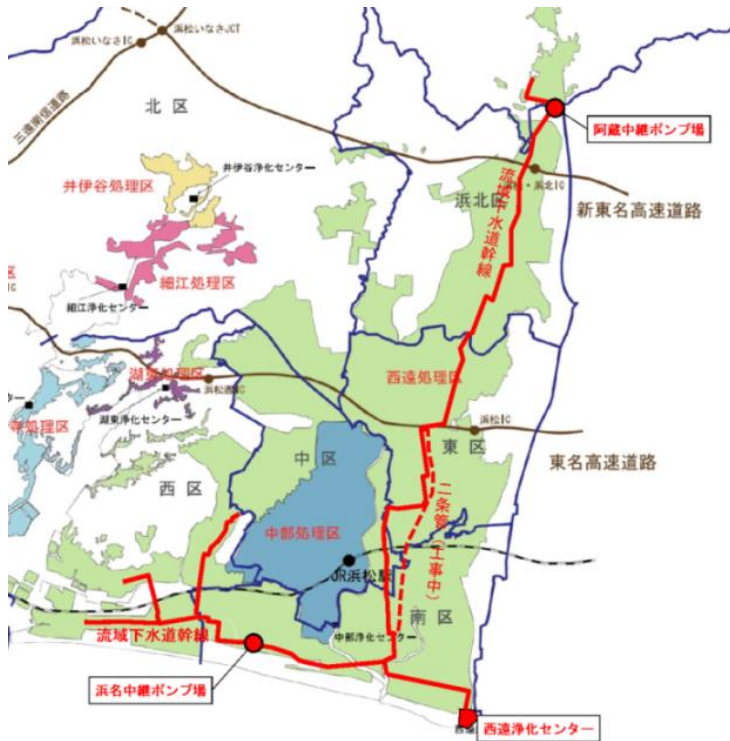 浜松いなさJCT
浜松いなさIC
三遠南信道路
北区
阿蔵中継ポンプ場
井伊谷浄化センター
井伊谷処理区
浜松・浜北IC
浜北区
新東名高速道路
流域下水道幹線
細江処理区
細江浄化センター
西遠処理区
浜松西IC
湖東浄化センター
浜松IC
東区
東名高速道路
中区
西区
二条管(工事中)
中部処理区
JR浜松駅
南区
流域下水道幹線
中部浄化センター
浜名中継ポンプ場
西遠浄化センター